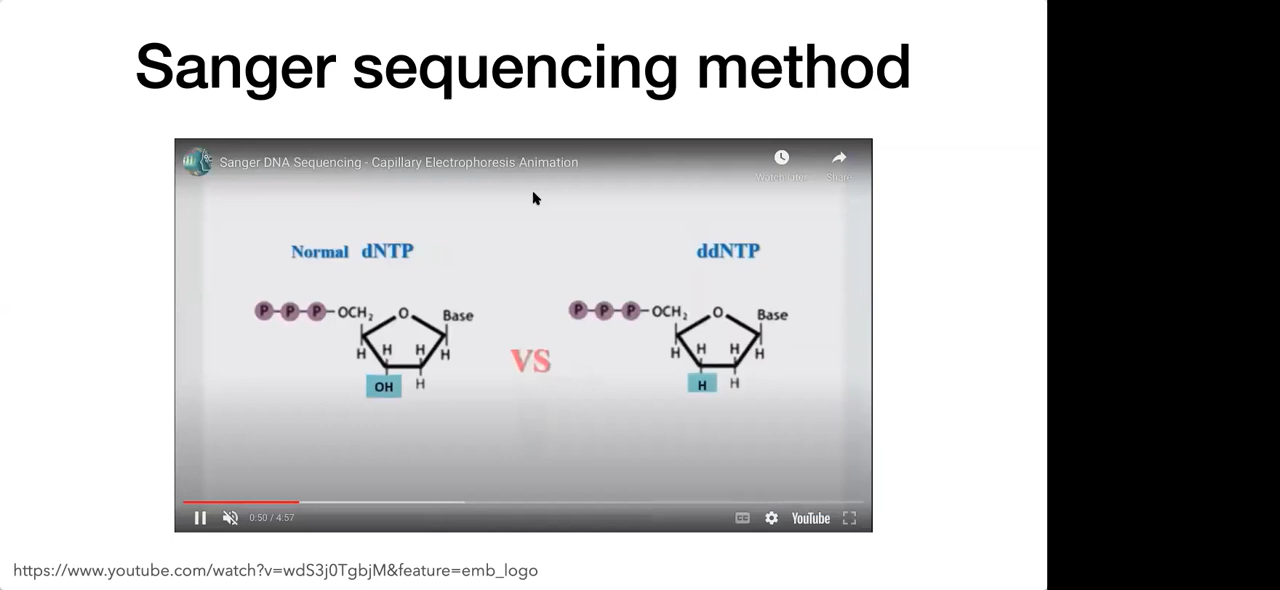 Sanger sequencing method
Sanger DNA Sequencing - Capillary Electrophoresis Animation
Watch later
Share
Normal dNTP
ddNTP
P-P-P-OCH2 O Base
P-P-P-OCH2 O Base
H H H H
H H H H
VS
OH H
H H
0:50 / 4:57
CC
YouTube
https://www.youtube.com/watch?v=wdS3j0TgbjM&feature=emb_logo